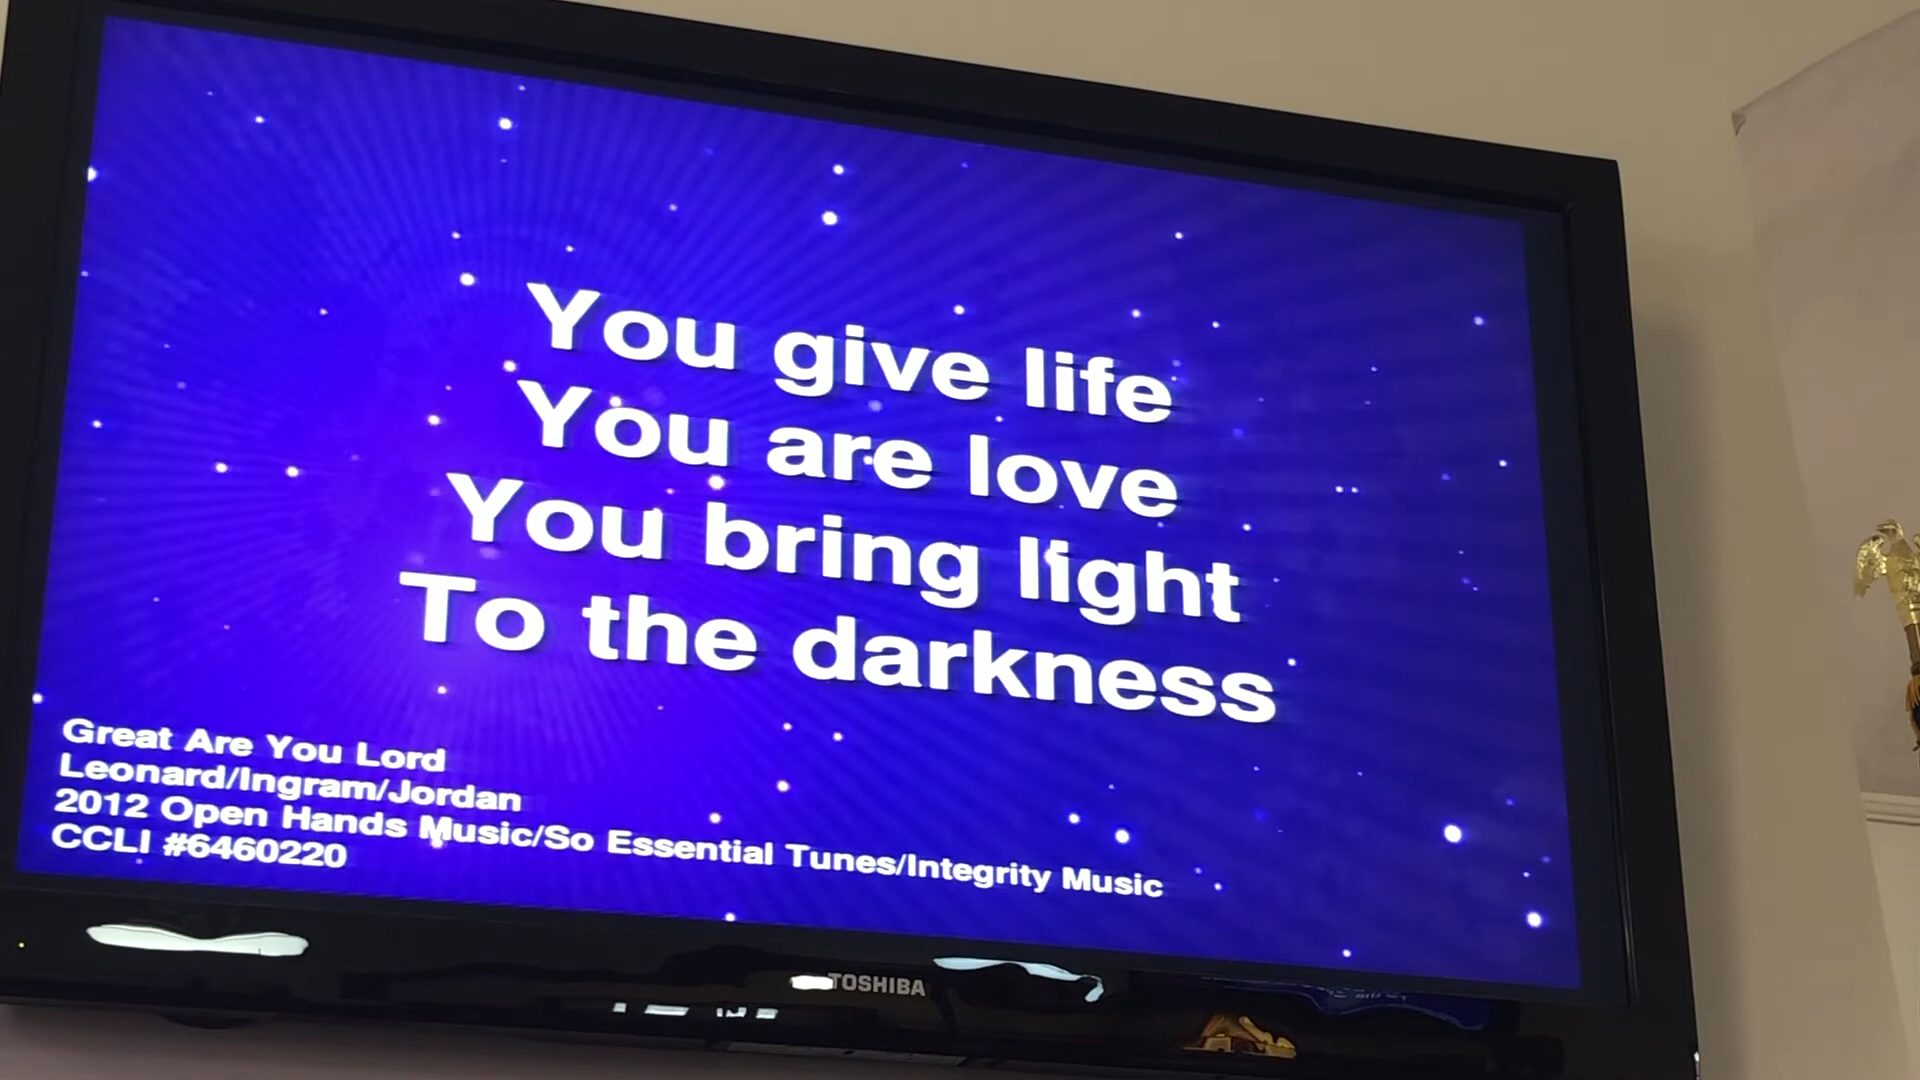 You give life
You are love
You bring light
To the darkness
Great Are You Lord
Leonard/Ingram/Jordan
2012 Open Hands Music/So Essential Tunes/Integrity Music
CCLI #6460220
TOSHIBA